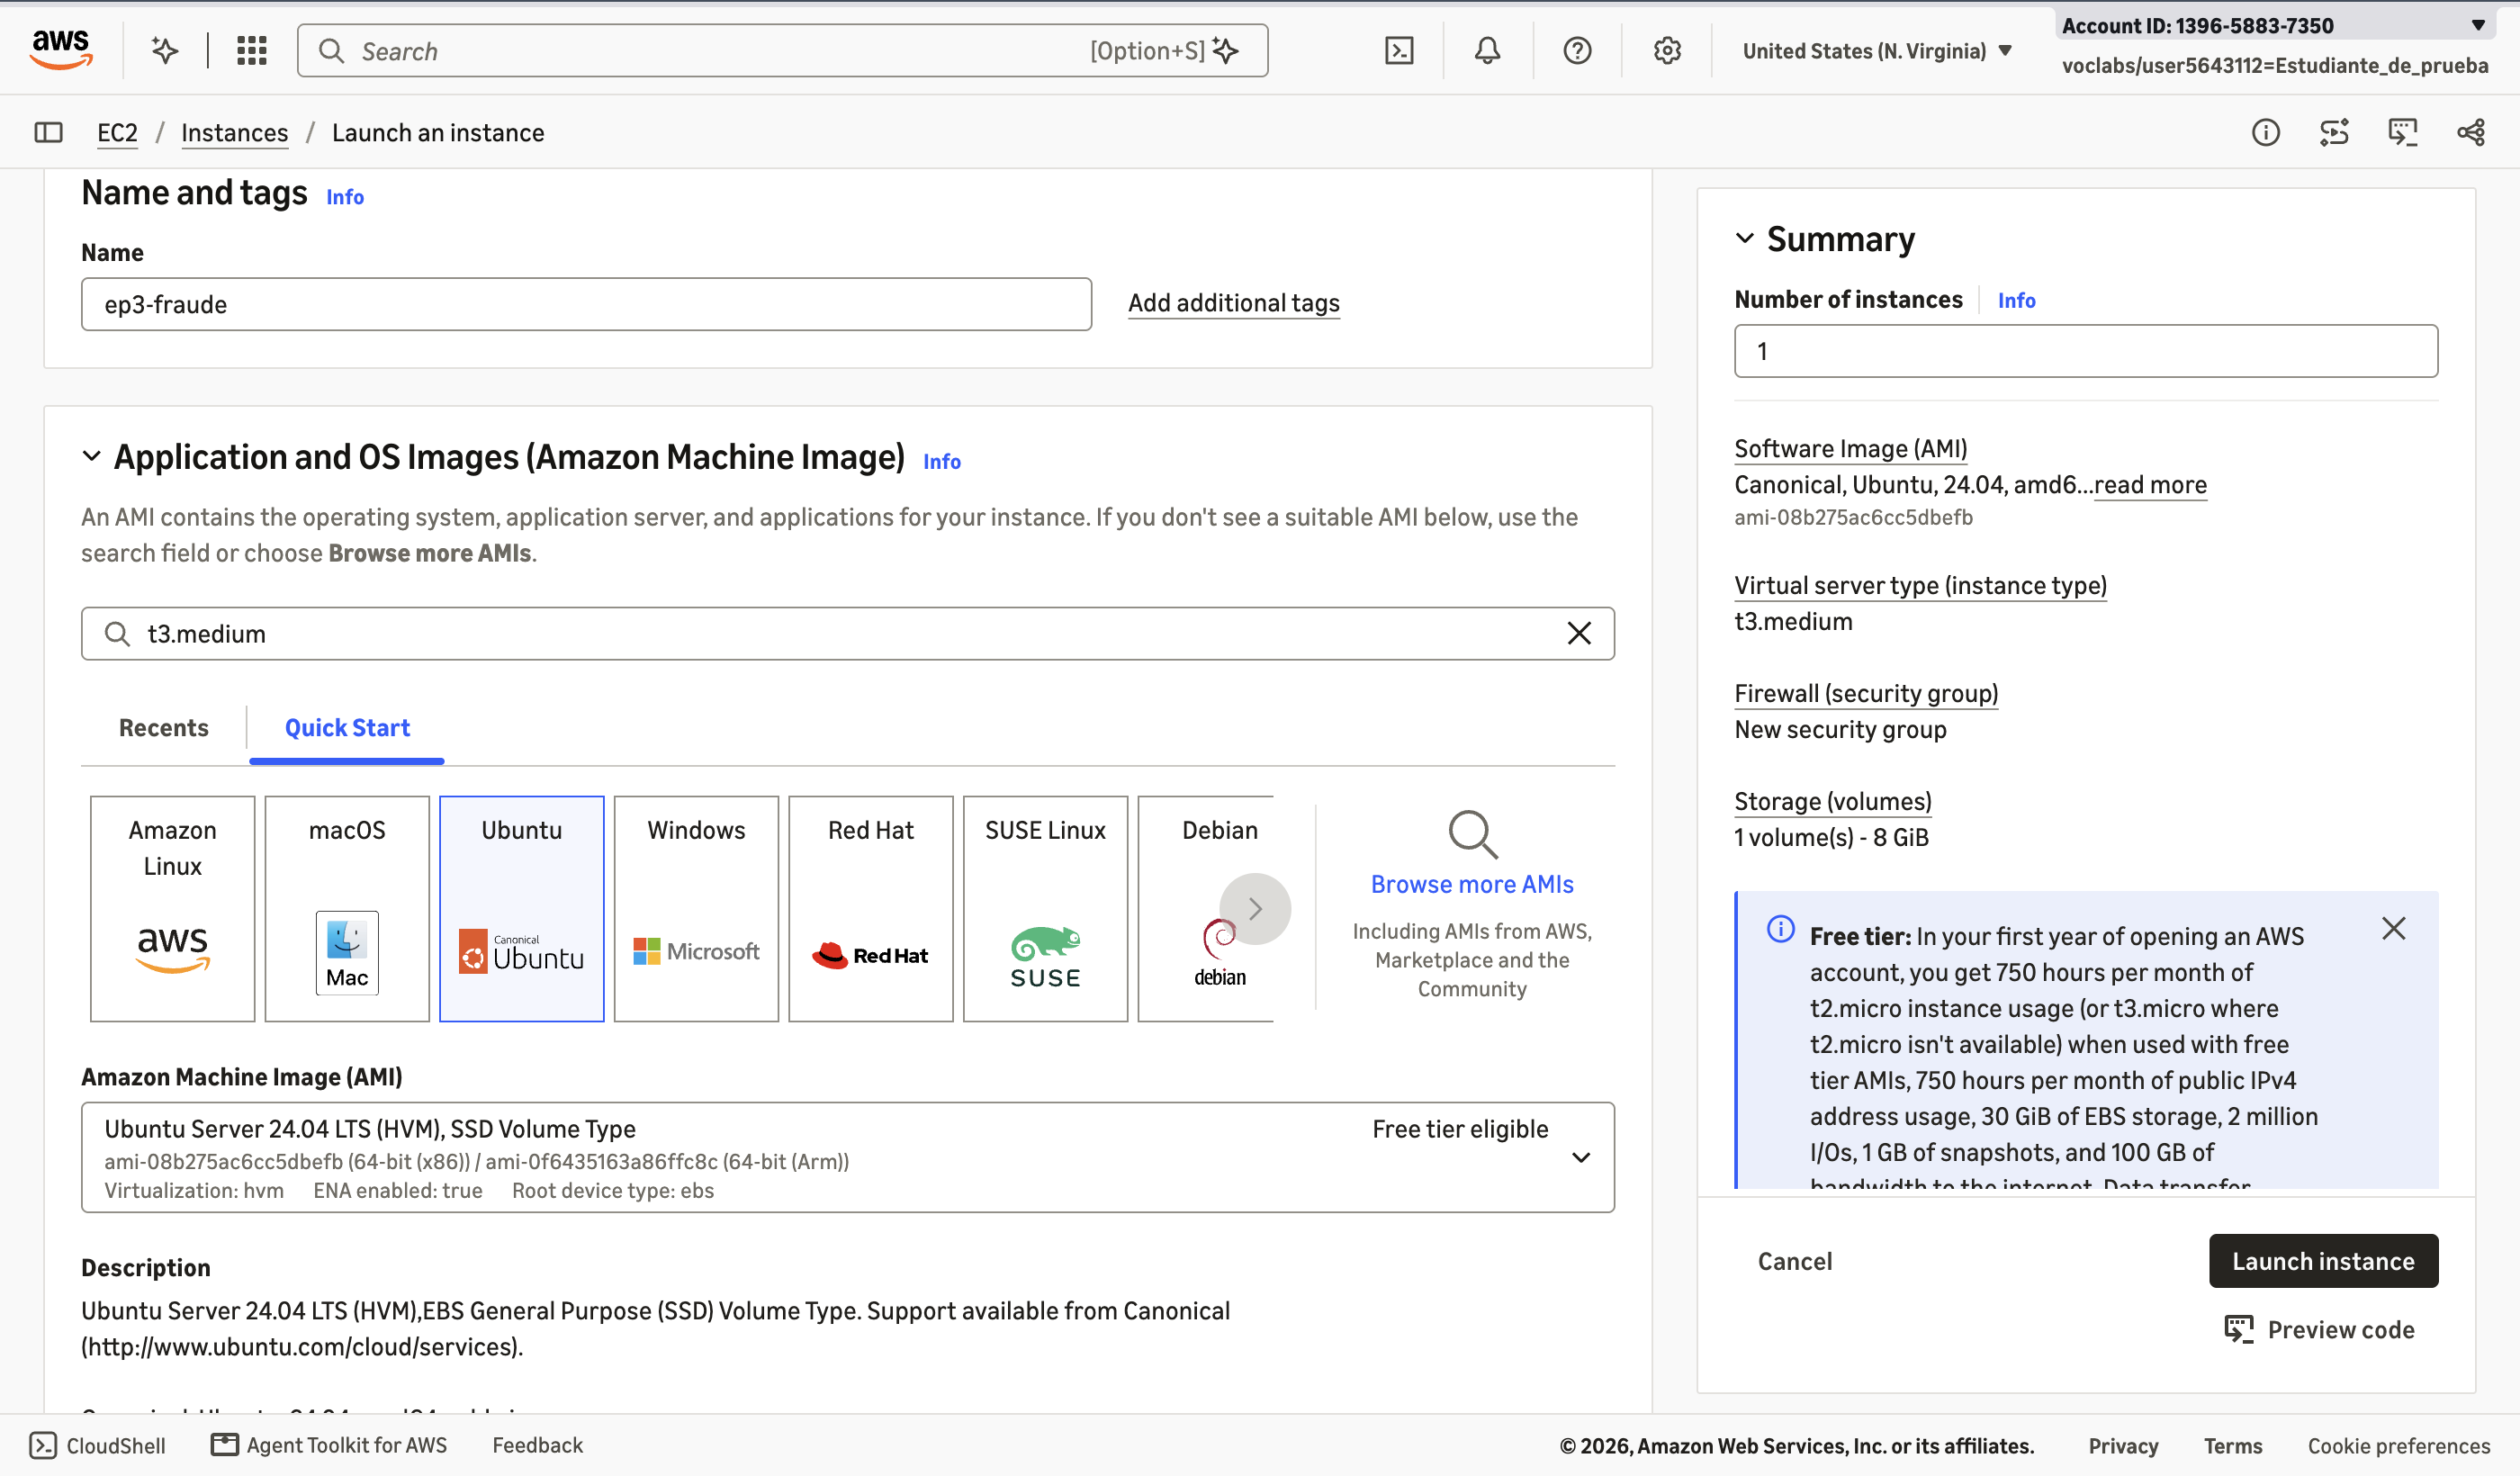 aws
Search
[Option+S]
United States (N. Virginia)
Account ID: 1396-5883-7350
voclabs/user5643112=Estudiante_de_prueba
EC2 / Instances / Launch an instance
Name and tags Info
Name
ep3-fraude
Add additional tags
Application and OS Images (Amazon Machine Image) Info
An AMI contains the operating system, application server, and applications for your instance. If you don't see a suitable AMI below, use the
search field or choose Browse more AMIs.
t3.medium
Recents
Quick Start
Amazon
Linux
aws
macOS
Mac
Ubuntu
Canonical
Ubuntu
Windows
Microsoft
Red Hat
Red Hat
SUSE Linux
SUSE
Debian
debian
Browse more AMIs
Including AMIs from AWS,
Marketplace and the
Community
Amazon Machine Image (AMI)
Ubuntu Server 24.04 LTS (HVM), SSD Volume Type
Free tier eligible
ami-08b275ac6cc5dbefb (64-bit (x86)) / ami-0f6435163a86ffc8c (64-bit (Arm))
Virtualization: hvm ENA enabled: true Root device type: ebs
Description
Ubuntu Server 24.04 LTS (HVM),EBS General Purpose (SSD) Volume Type. Support available from Canonical
(http://www.ubuntu.com/cloud/services).
Summary
Number of instances Info
1
Software Image (AMI)
Canonical, Ubuntu, 24.04, amd6...read more
ami-08b275ac6cc5dbefb
Virtual server type (instance type)
t3.medium
Firewall (security group)
New security group
Storage (volumes)
1 volume(s) - 8 GiB
Free tier: In your first year of opening an AWS
account, you get 750 hours per month of
t2.micro instance usage (or t3.micro where
t2.micro isn't available) when used with free
tier AMIs, 750 hours per month of public IPv4
address usage, 30 GiB of EBS storage, 2 million
I/Os, 1 GB of snapshots, and 100 GB of
bandwidth to the internet. Data transfer
Cancel
Launch instance
Preview code
CloudShell
Agent Toolkit for AWS
Feedback
© 2026, Amazon Web Services, Inc. or its affiliates.
Privacy
Terms
Cookie preferences